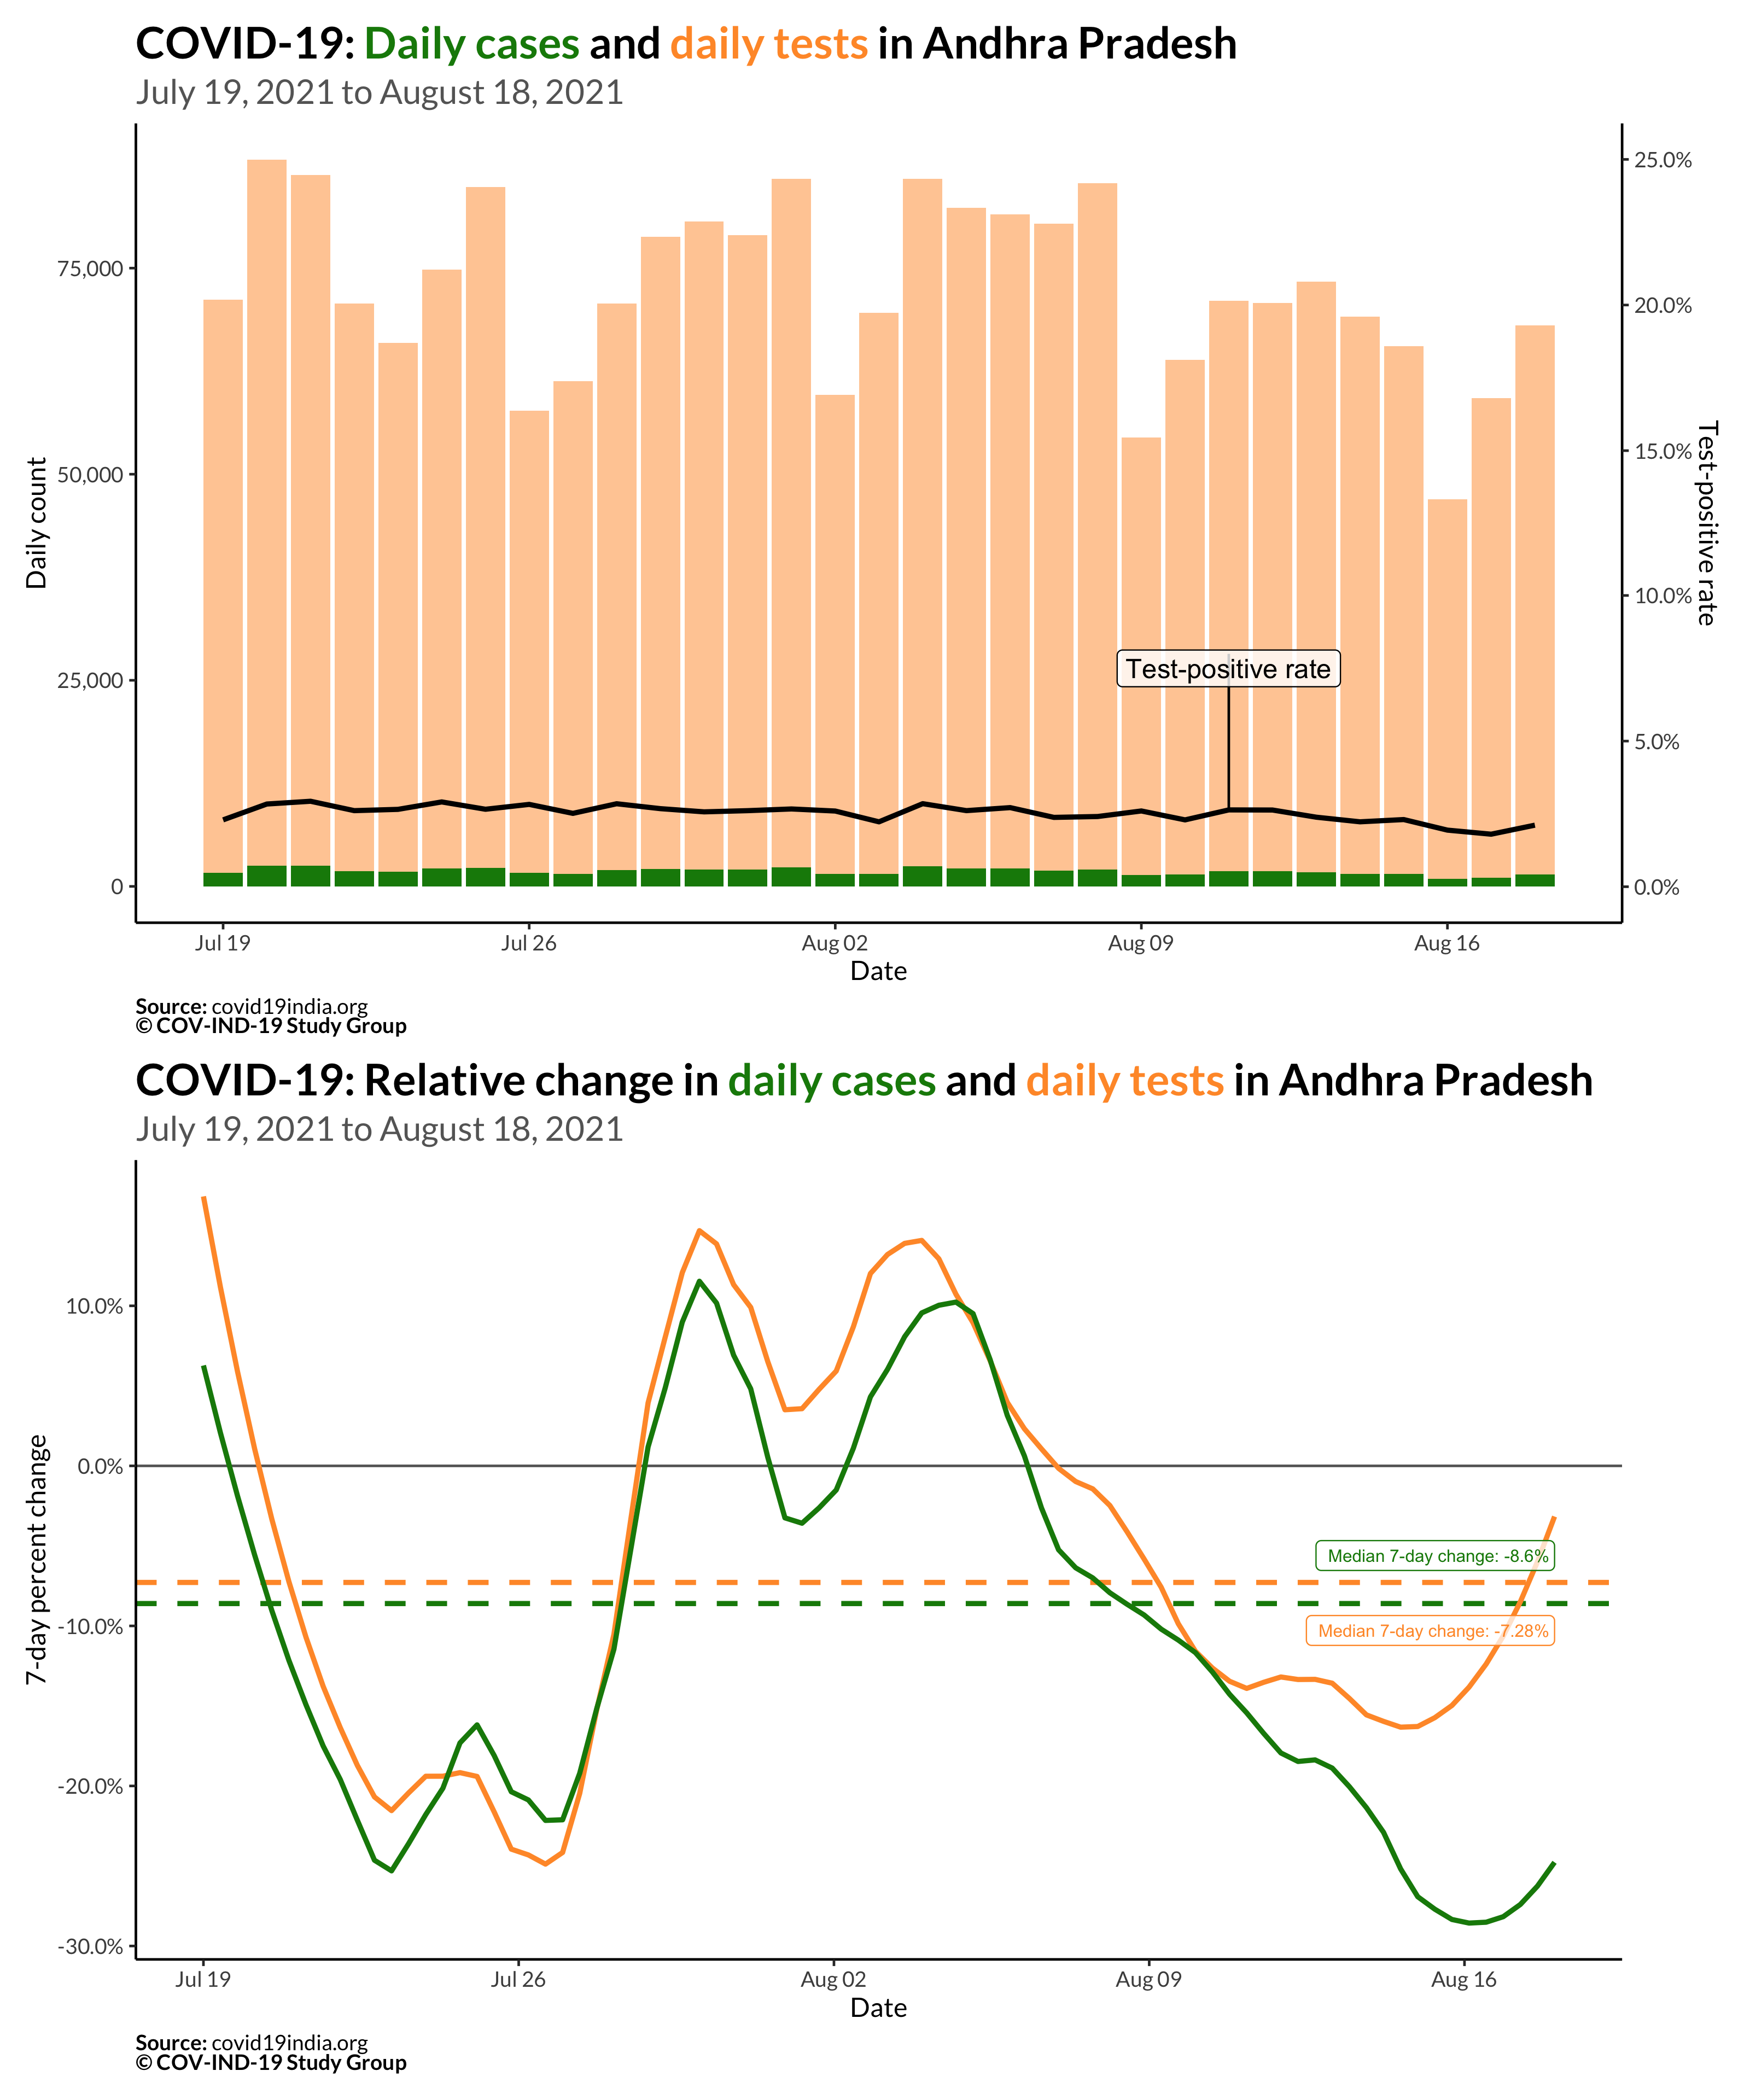 COVID-19: Daily cases and daily tests in Andhra Pradesh
July 19, 2021 to August 18, 2021
25.0%
75,000
20.0%
50,000
15.0%
Daily count
Test-positive rate
10.0%
25,000
Test-positive rate
5.0%
0
0.0%
Jul 19 Jul 26 Aug 02 Aug 09 Aug 16
Date
Source: covid19india.org
© COV-IND-19 Study Group
COVID-19: Relative change in daily cases and daily tests in Andhra Pradesh
July 19, 2021 to August 18, 2021
10.0%
0.0%
7-day percent change
Median 7-day change: -8.6%
-10.0%
Median 7-day change: -7.28%
-20.0%
-30.0%
Jul 19 Jul 26 Aug 02 Aug 09 Aug 16
Date
Source: covid19india.org
© COV-IND-19 Study Group